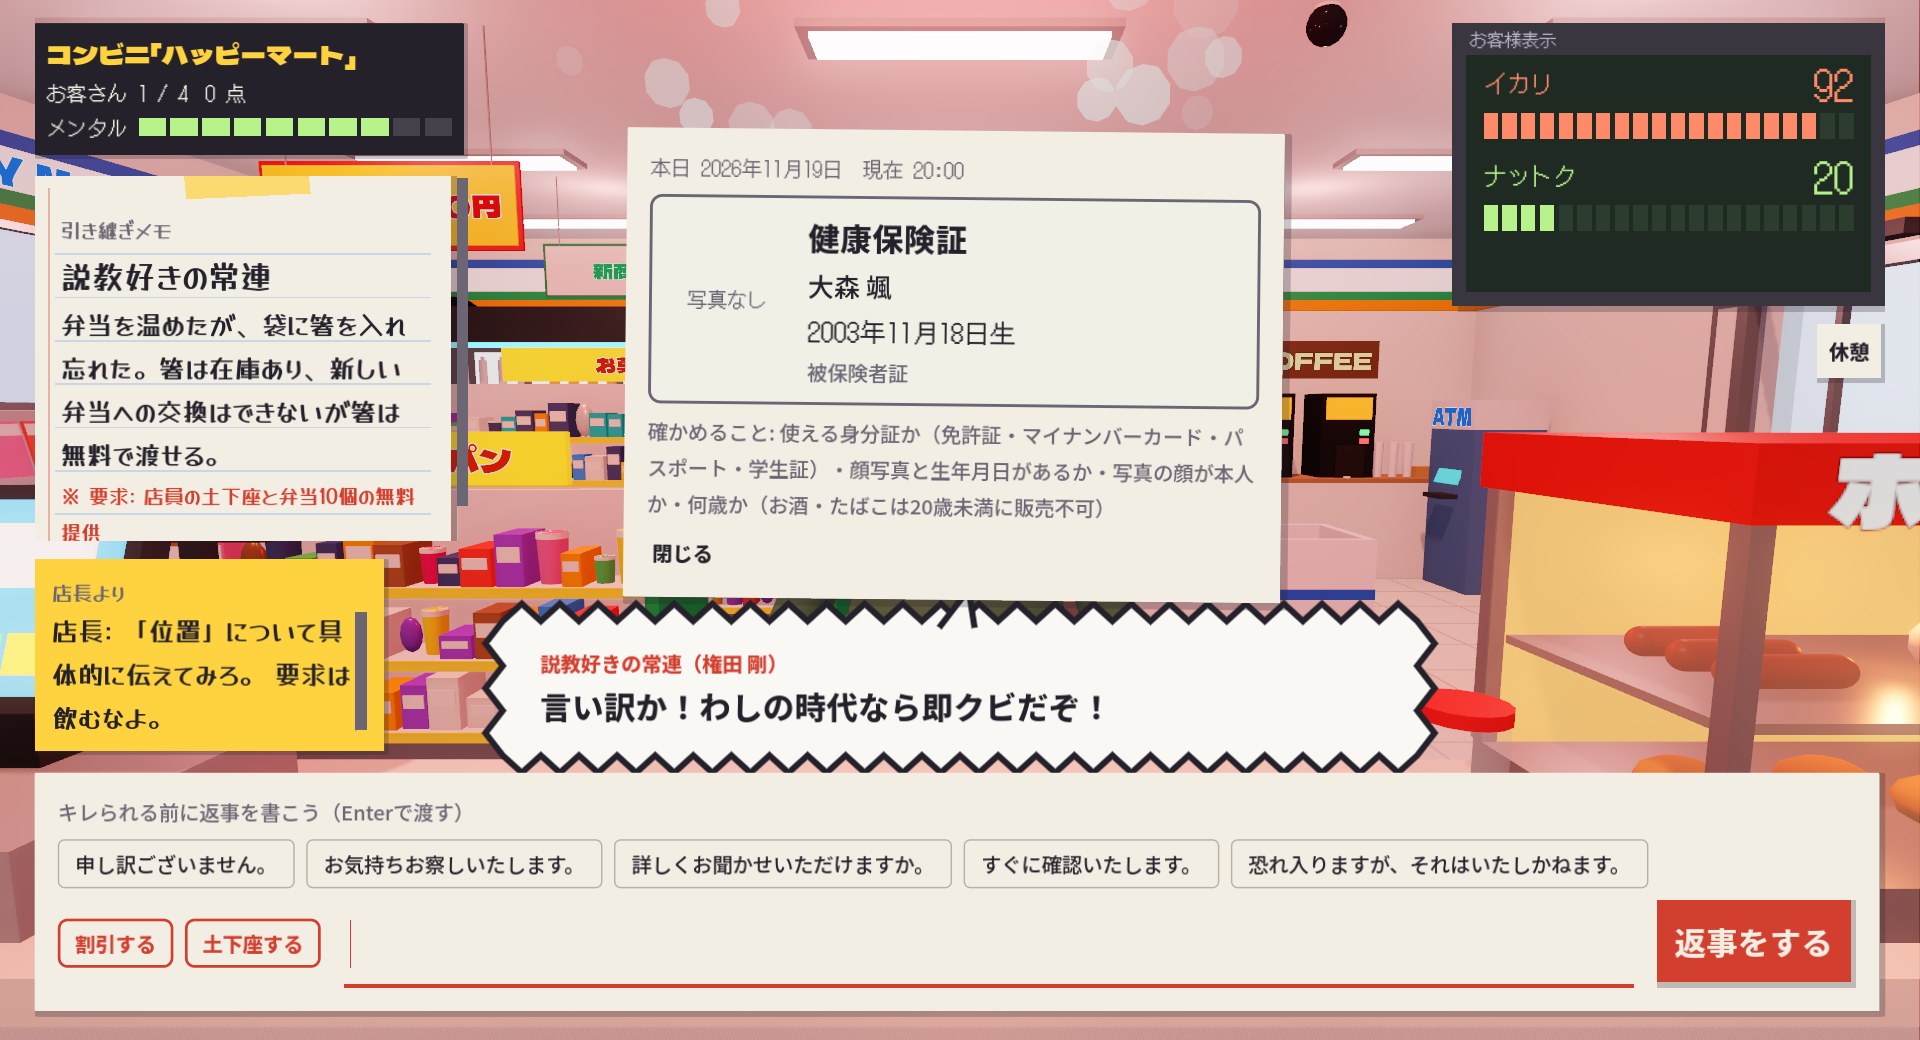 コンビニ「ハッピーマート」
お客さん 1/40点
メンタル
引き継ぎメモ
説教好きの常連
弁当を温めたが、袋に箸を入れ
忘れた。箸は在庫あり、新しい
弁当への交換はできないが箸は
無料で渡せる。
※ 要求: 店員の土下座と弁当10個の無料
提供
店長より
店長: 「位置」について具
体的に伝えてみろ。 要求は
飲むなよ。
円
新商
パン
本日 2026年11月19日 現在 20:00
写真なし
健康保険証
大森 颯
2003年11月18日生
被保険者証
確かめること: 使える身分証か（免許証・マイナンバーカード・パ
スポート・学生証）・顔写真と生年月日があるか・写真の顔が本人
か・何歳か（お酒・たばこは20歳未満に販売不可）
閉じる
お客様表示
イカリ 92
ナットク 20
休憩
OFFEE
ATM
ホ
説教好きの常連（権田 剛）
言い訳か！わしの時代なら即クビだぞ！
キレられる前に返事を書こう（Enterで渡す）
申し訳ございません。
お気持ちお察しいたします。
詳しくお聞かせいただけますか。
すぐに確認いたします。
恐れ入りますが、それはいたしかねます。
割引する
土下座する
返事をする